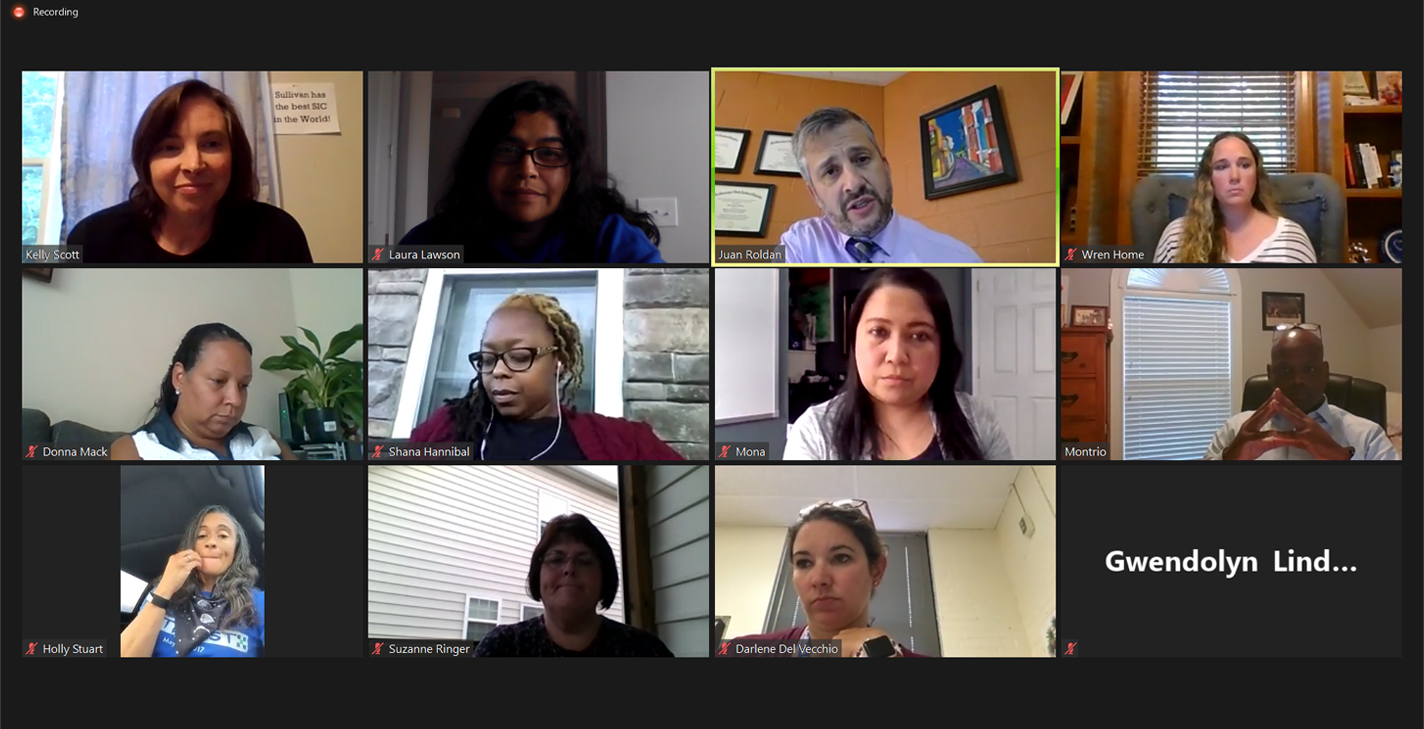 Recording
Sullivan has
the best SIC
in the World!
Kelly Scott
Laura Lawson
Juan Roldan
Wren Home
Donna Mack
Shana Hannibal
Mona
Montrio
Holly Stuart
Suzanne Ringer
Darlene Del Vecchio
Gwendolyn Lind...